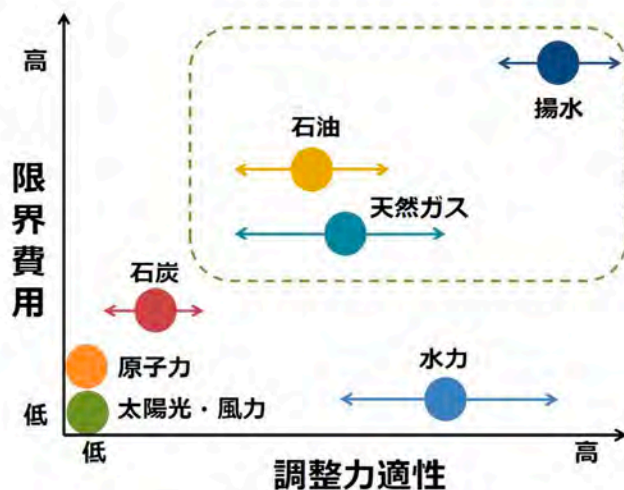 高
揚水
石油
天然ガス
限界費用
石炭
原子力
水力
太陽光・風力
低
低
高
調整力適性